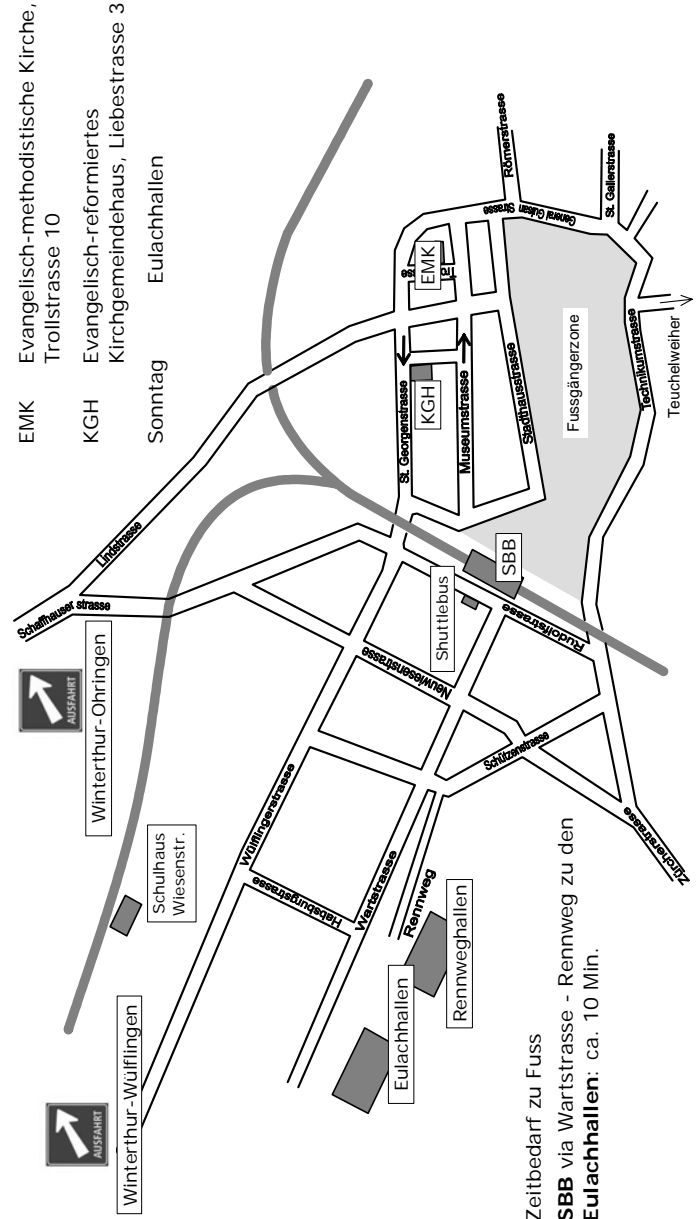 EMK Evangelisch-methodistische Kirche,
Trollstrasse 10
KGH Evangelisch-reformiertes
Kirchgemeindehaus, Liebestrasse 3
Sonntag Eulachhallen
AUSFAHRT
Winterthur-Wülflingen
AUSFAHRT
Winterthur-Ohringen
Schaffhauser strasse
Lindstrasse
Schulhaus
Wiesenstr.
Wülflingerstrasse
Habsburgstrasse
Wartstrasse
Rennweg
Eulachhallen
Rennweghallen
Neuwiesenstrasse
Schützenstrasse
Zürcherstrasse
Shuttlebus
Rudolfstrasse
SBB
St. Georgenstrasse
KGH
Museumstrasse
Stadthausstrasse
EMK
General Guisan Strasse
Römerstrasse
St. Gallerstrasse
Fussgängerzone
Technikumstrasse
Teuchelweiher
Zeitbedarf zu Fuss
SBB via Wartstrasse - Rennweg zu den
Eulachhallen: ca. 10 Min.